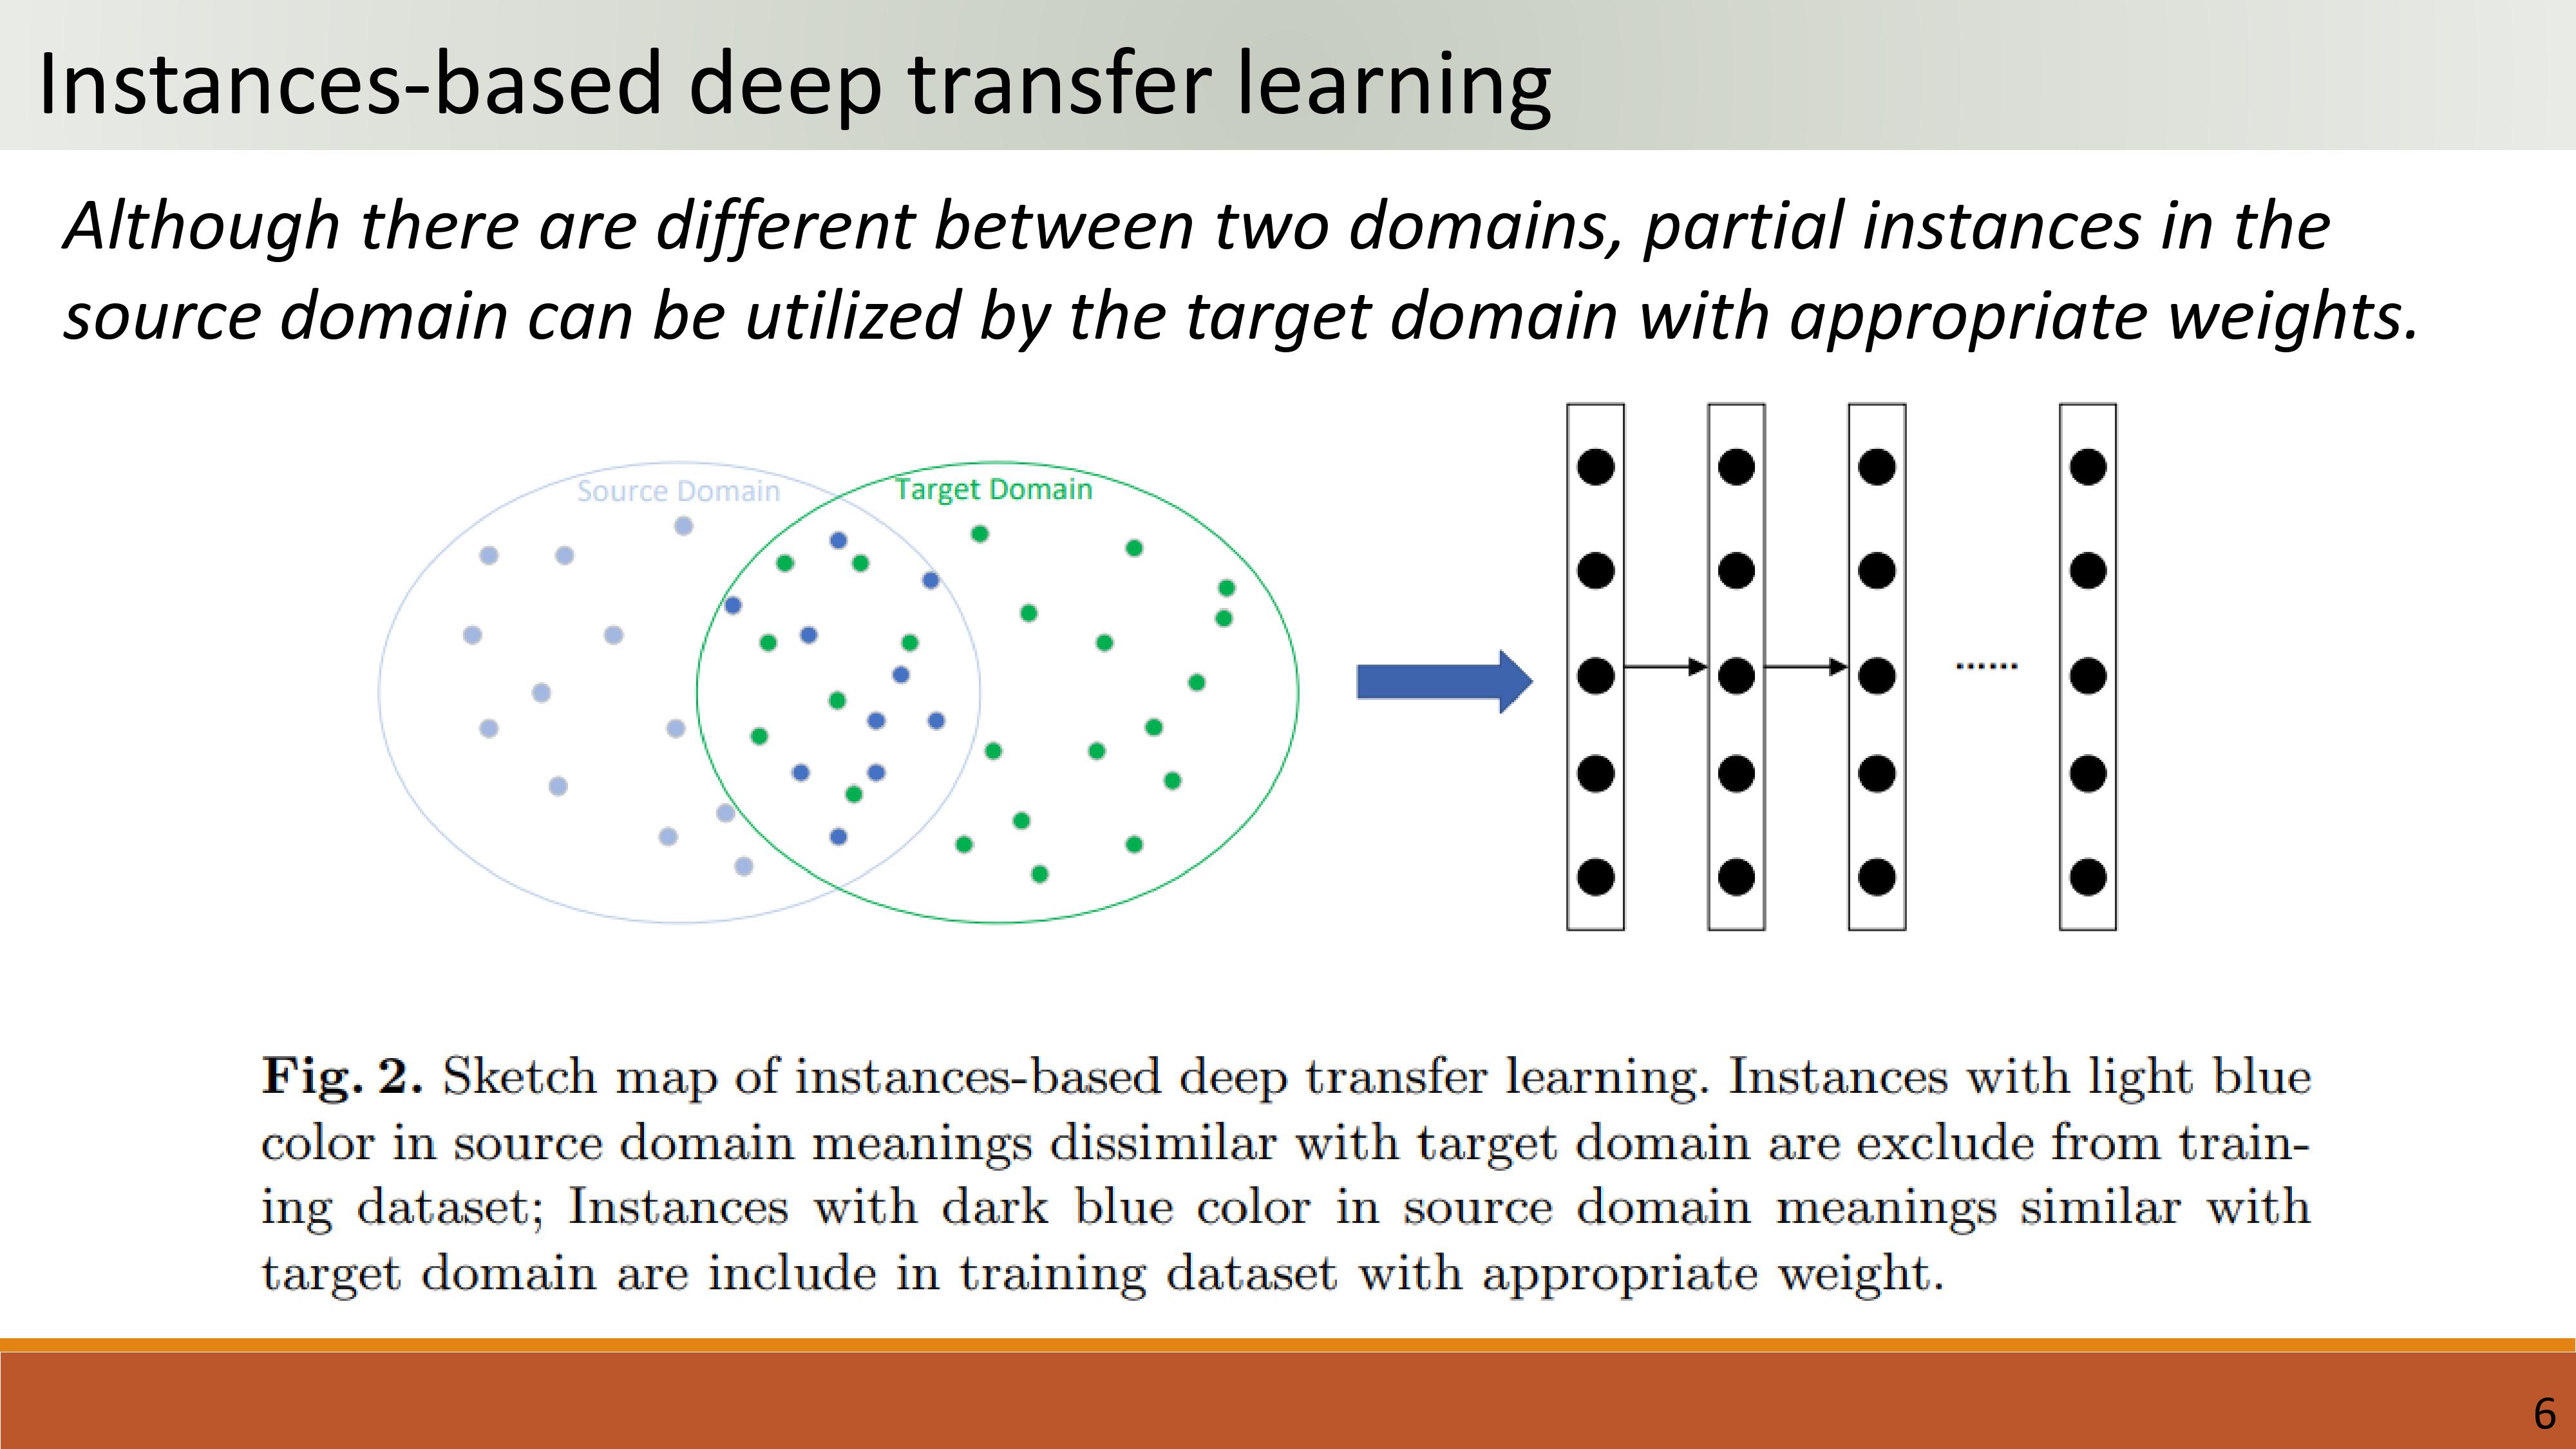 Instances-based deep transfer learning
Although there are different between two domains, partial instances in the
source domain can be utilized by the target domain with appropriate weights.
Source Domain
Target Domain
......
Fig. 2. Sketch map of instances-based deep transfer learning. Instances with light blue
color in source domain meanings dissimilar with target domain are exclude from train-
ing dataset; Instances with dark blue color in source domain meanings similar with
target domain are include in training dataset with appropriate weight.
6